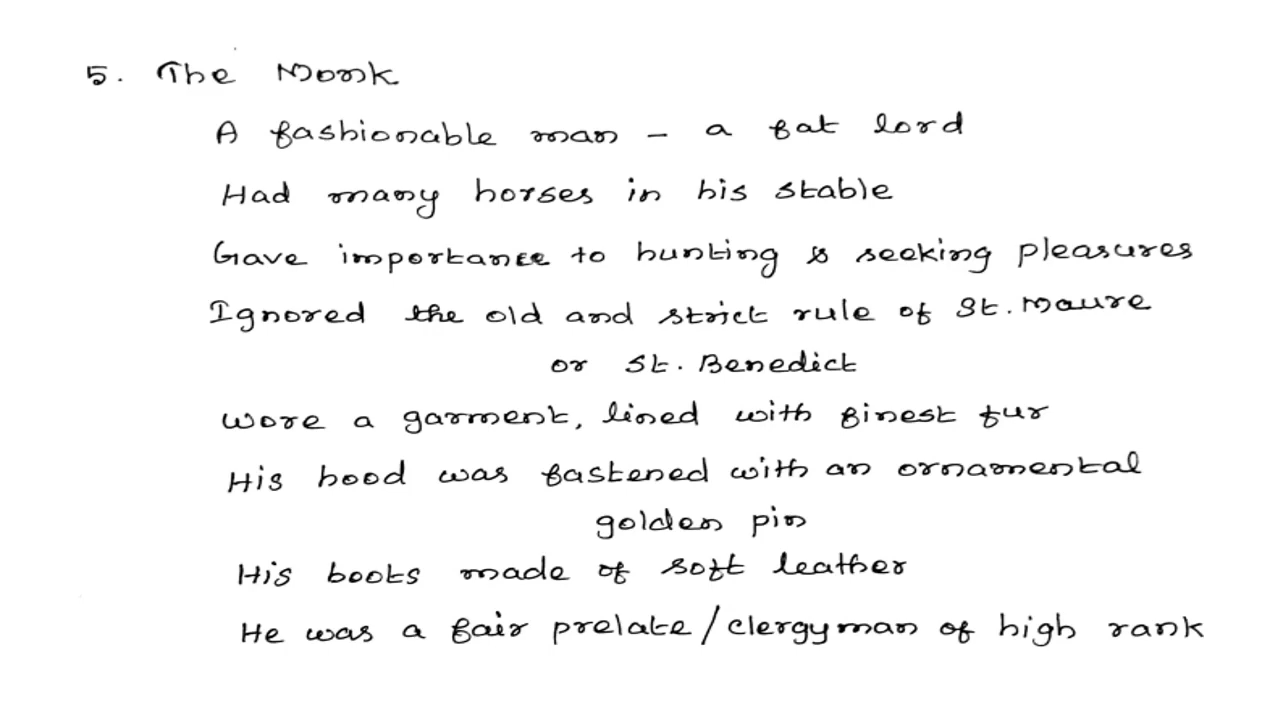 5. The Monk
A fashionable man - a fat lord
Had many horses in his stable
Gave importance to hunting & seeking pleasures
Ignored the old and strict rule of St. Maure
or St. Benedict
Wore a garment, lined with finest fur
His hood was fastened with an ornamental
golden pin
His boots made of soft leather
He was a fair prelate/clergyman of high rank